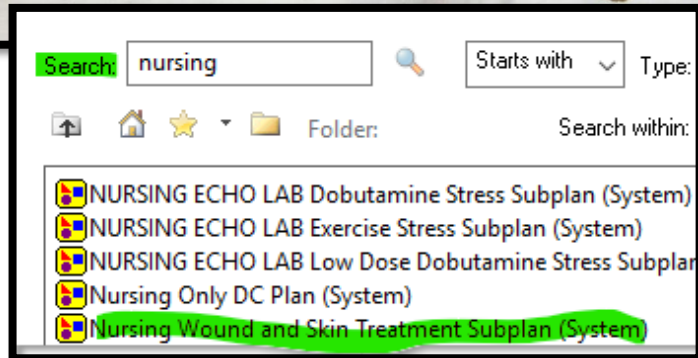 Search: nursing Starts with Type:
Folder: Search within:
NURSING ECHO LAB Dobutamine Stress Subplan (System)
NURSING ECHO LAB Exercise Stress Subplan (System)
NURSING ECHO LAB Low Dose Dobutamine Stress Subplan
Nursing Only DC Plan (System)
Nursing Wound and Skin Treatment Subplan (System)